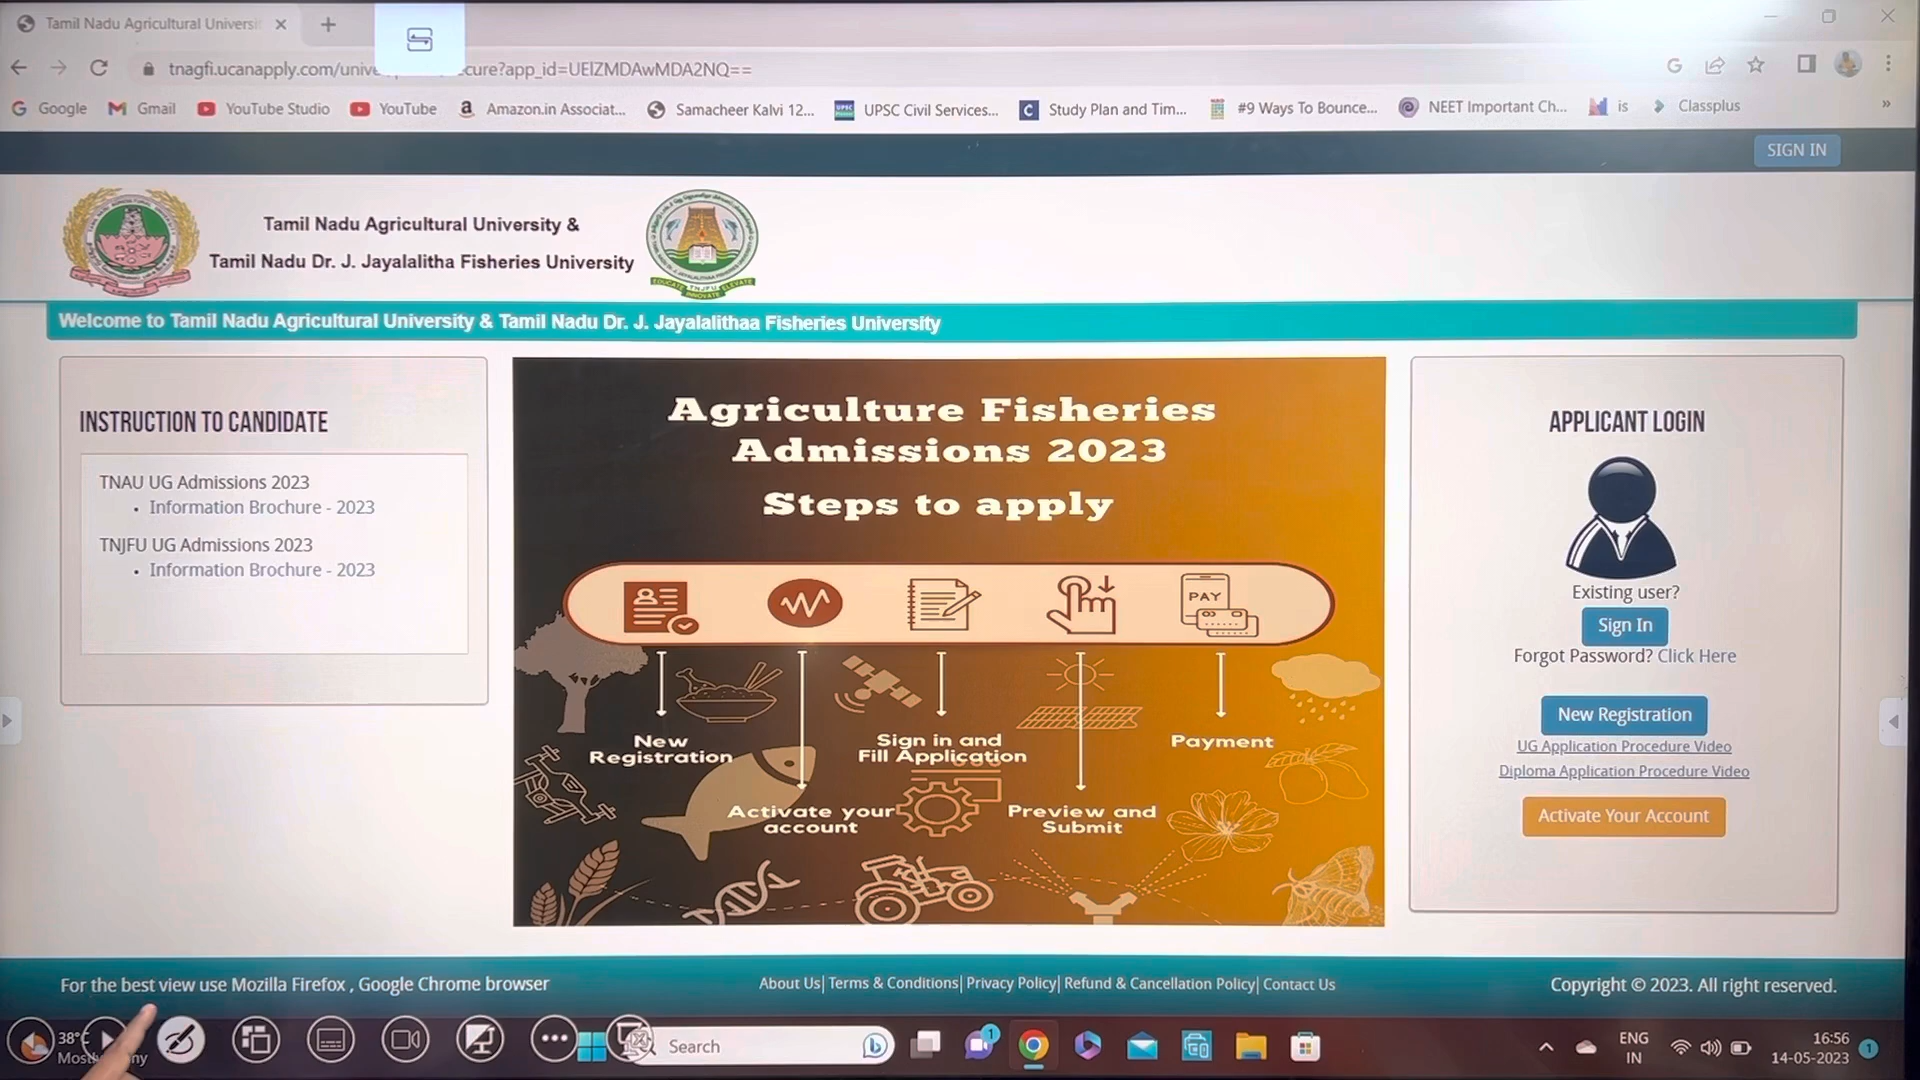 Tamil Nadu Agricultural Universi
tnagfi.ucanapply.com/unive cure?app_id=UElZMDAwMDA2NQ==
Google
Gmail
YouTube Studio
YouTube
Amazon.in Associat...
Samacheer Kalvi 12...
UPSC Civil Services...
Study Plan and Tim...
#9 Ways To Bounce...
NEET Important Ch...
is
Classplus
SIGN IN
Tamil Nadu Agricultural University &
Tamil Nadu Dr. J. Jayalalitha Fisheries University
EDUCATE TNJFU ELEVATE
INNOVATE
Welcome to Tamil Nadu Agricultural University & Tamil Nadu Dr. J. Jayalalithaa Fisheries University
INSTRUCTION TO CANDIDATE
TNAU UG Admissions 2023
• Information Brochure - 2023
TNJFU UG Admissions 2023
• Information Brochure - 2023
Agriculture Fisheries
Admissions 2023
Steps to apply
PAY
New
Registration
Activate your
account
Sign in and
Fill Application
Preview and
Submit
Payment
APPLICANT LOGIN
Existing user?
Sign In
Forgot Password? Click Here
New Registration
UG Application Procedure Video
Diploma Application Procedure Video
Activate Your Account
For the best view use Mozilla Firefox , Google Chrome browser
About Us| Terms & Conditions| Privacy Policy| Refund & Cancellation Policy| Contact Us
Copyright © 2023. All right reserved.
38°C
Search
1
ENG
IN
16:56
14-05-2023
1